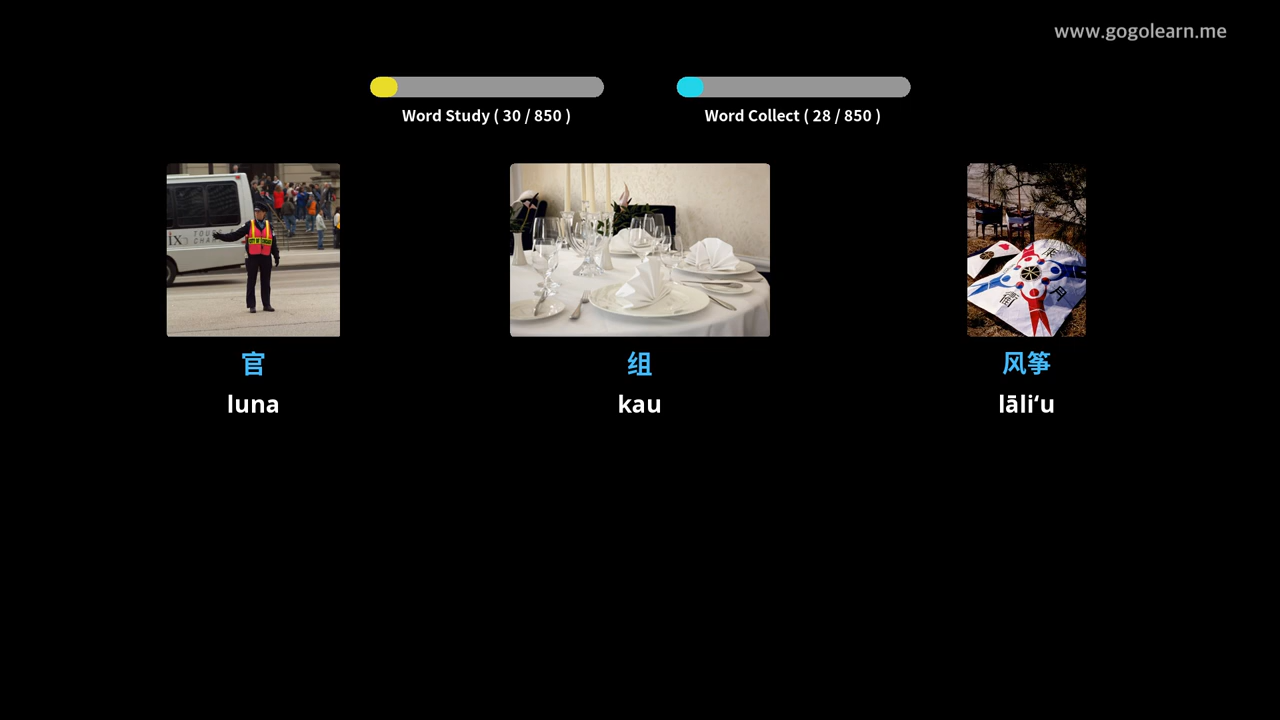 www.gogolearn.me
Word Study ( 30 / 850 )
Word Collect ( 28 / 850 )
官
组
风筝
luna
kau
lāliʻu